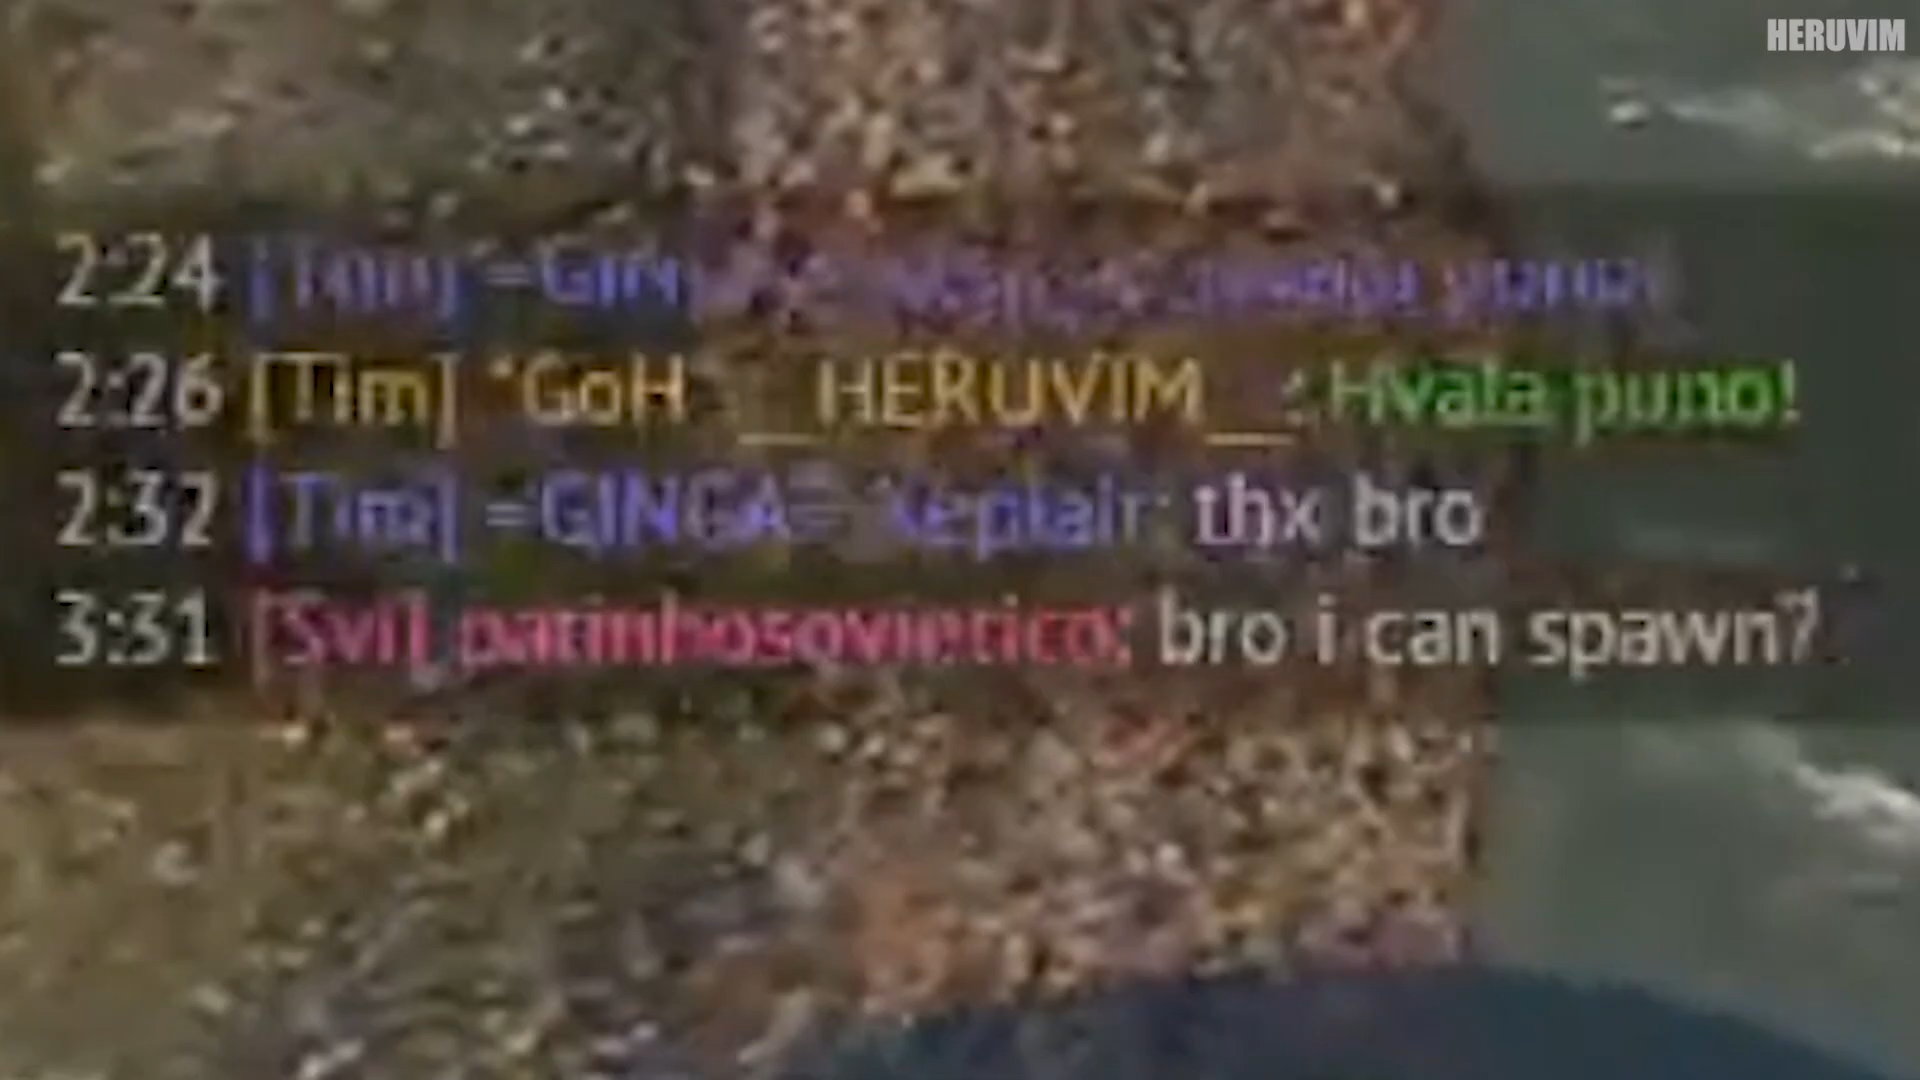 HERUVIM
2:24 [Tim]
2:26 [Tim] *GoH __HERUVIM__: Hvala puno!
2:32 [Tim] =GINGA= thx bro
3:31 [Svi] patinhosovietico: bro i can spawn?